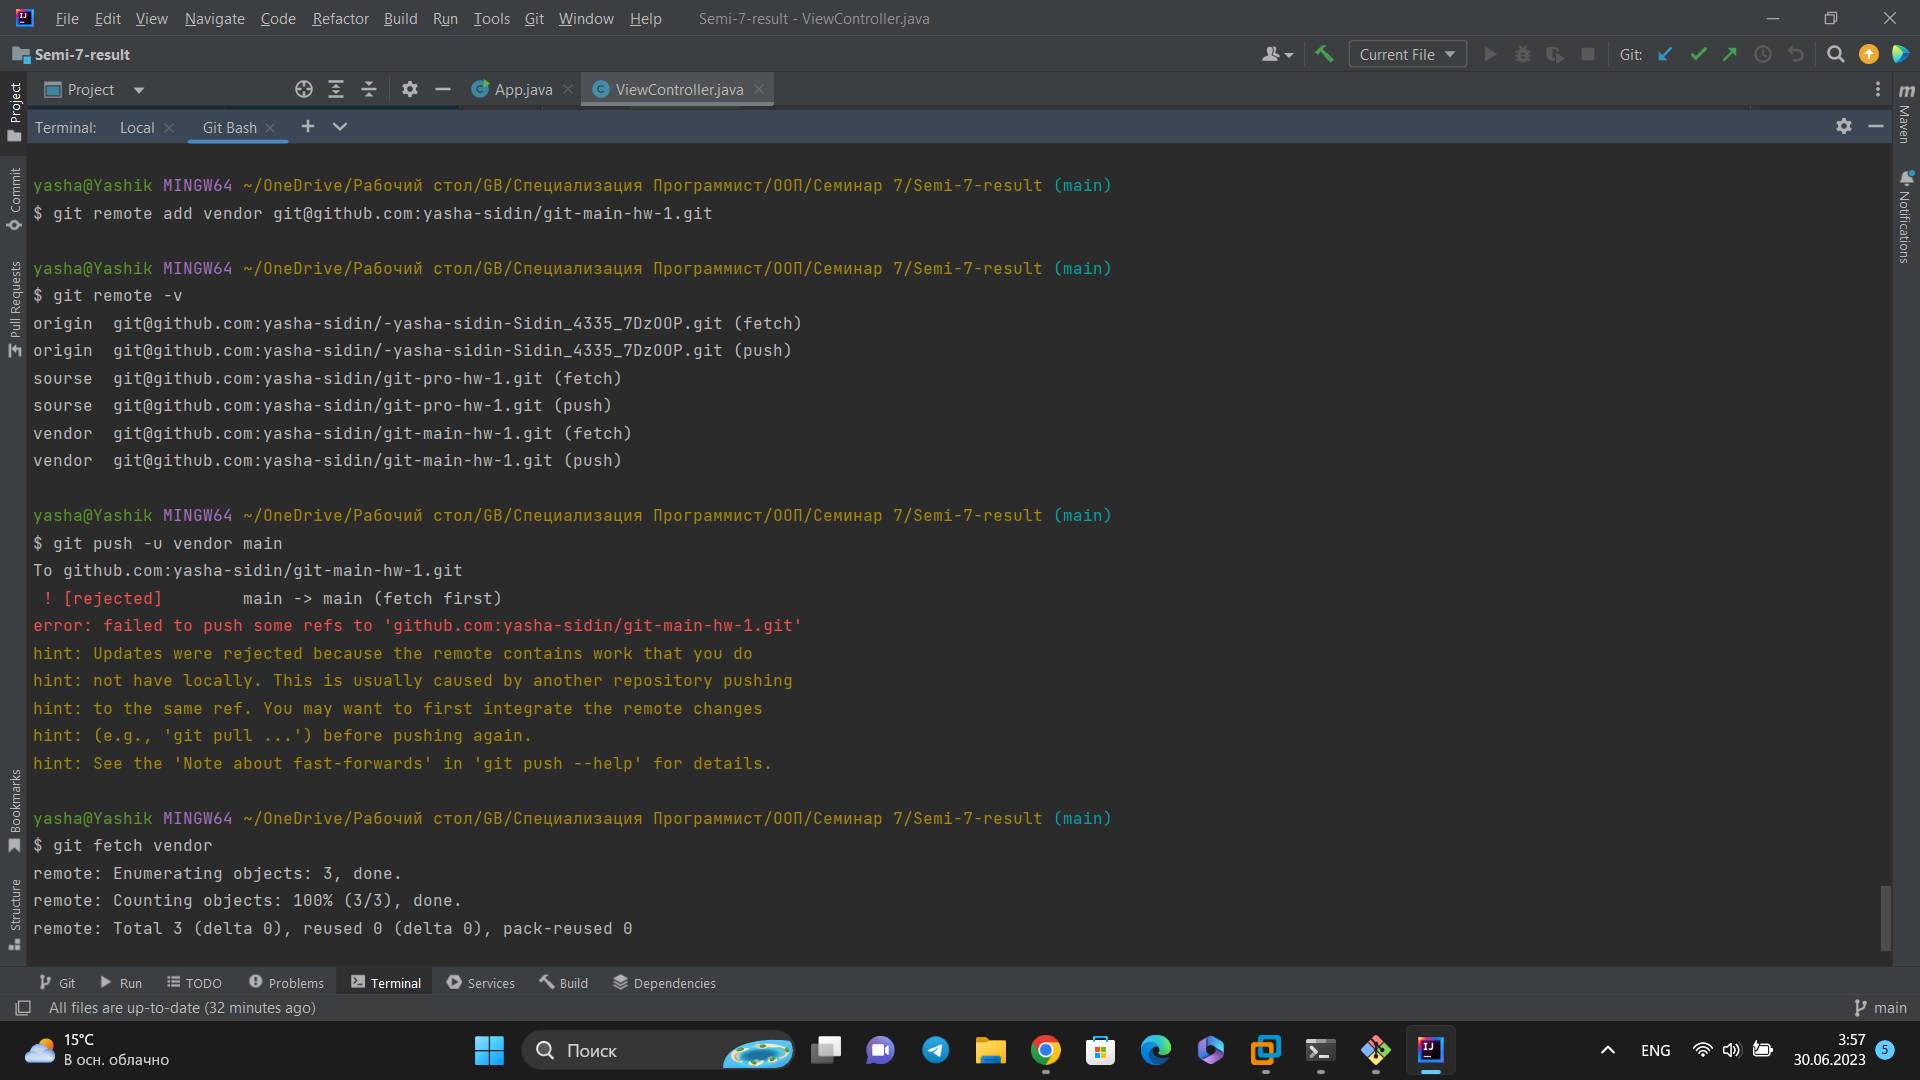 File Edit View Navigate Code Refactor Build Run Tools Git Window Help Semi-7-result - ViewController.java
Semi-7-result Current File Git:
Project App.java ViewController.java
Terminal: Local Git Bash
yasha@Yashik MINGW64 ~/OneDrive/Рабочий стол/GB/Специализация Программист/ООП/Семинар 7/Semi-7-result (main)
$ git remote add vendor git@github.com:yasha-sidin/git-main-hw-1.git
yasha@Yashik MINGW64 ~/OneDrive/Рабочий стол/GB/Специализация Программист/ООП/Семинар 7/Semi-7-result (main)
$ git remote -v
origin  git@github.com:yasha-sidin/-yasha-sidin-Sidin_4335_7DzOOP.git (fetch)
origin  git@github.com:yasha-sidin/-yasha-sidin-Sidin_4335_7DzOOP.git (push)
sourse  git@github.com:yasha-sidin/git-pro-hw-1.git (fetch)
sourse  git@github.com:yasha-sidin/git-pro-hw-1.git (push)
vendor  git@github.com:yasha-sidin/git-main-hw-1.git (fetch)
vendor  git@github.com:yasha-sidin/git-main-hw-1.git (push)
yasha@Yashik MINGW64 ~/OneDrive/Рабочий стол/GB/Специализация Программист/ООП/Семинар 7/Semi-7-result (main)
$ git push -u vendor main
To github.com:yasha-sidin/git-main-hw-1.git
 ! [rejected]        main -> main (fetch first)
error: failed to push some refs to 'github.com:yasha-sidin/git-main-hw-1.git'
hint: Updates were rejected because the remote contains work that you do
hint: not have locally. This is usually caused by another repository pushing
hint: to the same ref. You may want to first integrate the remote changes
hint: (e.g., 'git pull ...') before pushing again.
hint: See the 'Note about fast-forwards' in 'git push --help' for details.
yasha@Yashik MINGW64 ~/OneDrive/Рабочий стол/GB/Специализация Программист/ООП/Семинар 7/Semi-7-result (main)
$ git fetch vendor
remote: Enumerating objects: 3, done.
remote: Counting objects: 100% (3/3), done.
remote: Total 3 (delta 0), reused 0 (delta 0), pack-reused 0
Project
Commit
Pull Requests
Bookmarks
Structure
Maven
Notifications
Git Run TODO Problems Terminal Services Build Dependencies
All files are up-to-date (32 minutes ago) main
15°C
В осн. облачно
Поиск
ENG
3:57
30.06.2023
5